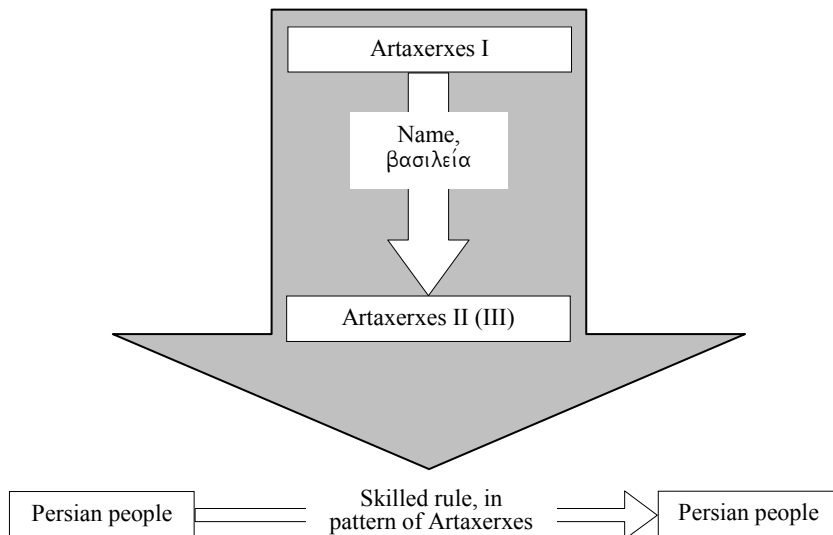 Artaxerxes I
Name,
βασιλεία
Artaxerxes II (III)
Persian people
Skilled rule, in
pattern of Artaxerxes
Persian people